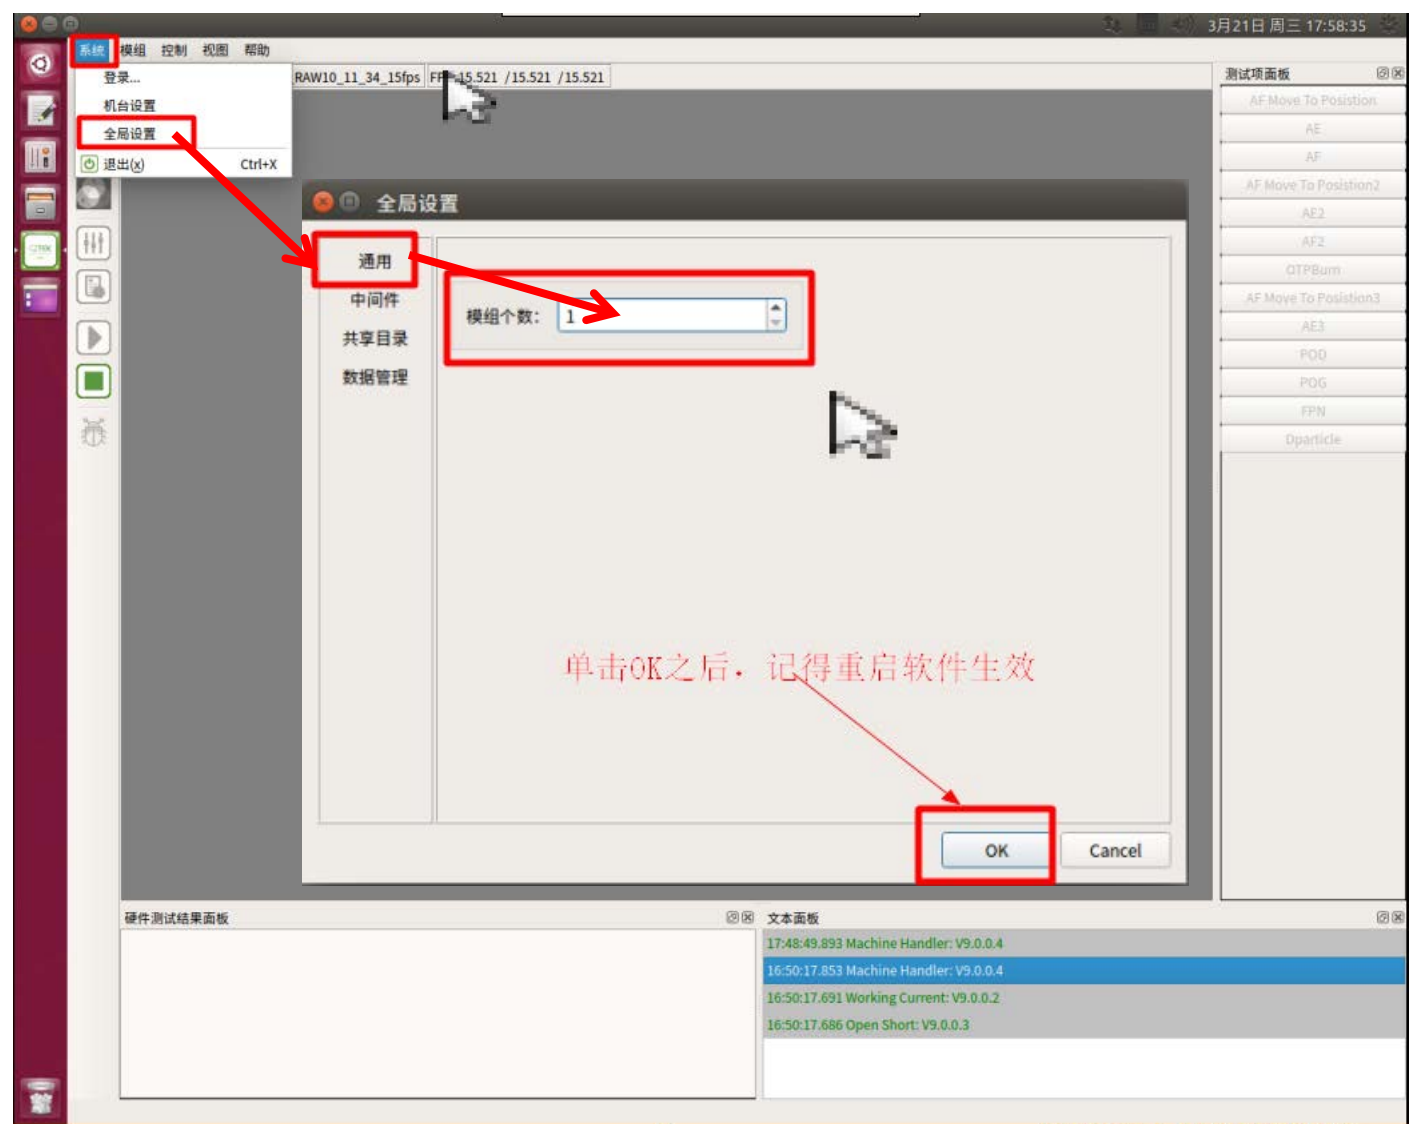 3月21日 周三 17:58:35
系统 模组 控制 视图 帮助
登录...
机台设置
全局设置
退出(x) Ctrl+X
RAW10_11_34_15fps 15.521 /15.521 /15.521
测试项面板
AF Move To Posistion
AE
AF
AF Move To Posistion2
AE2
AF2
OTPBurn
AF Move To Posistion3
AE3
POD
POG
FPN
Dparticle
全局设置
通用
中间件
共享目录
数据管理
模组个数: 1
单击OK之后，记得重启软件生效
OK Cancel
硬件测试结果面板
文本面板
17:48:49.893 Machine Handler: V9.0.0.4
16:50:17.853 Machine Handler: V9.0.0.4
16:50:17.691 Working Current: V9.0.0.2
16:50:17.686 Open Short: V9.0.0.3